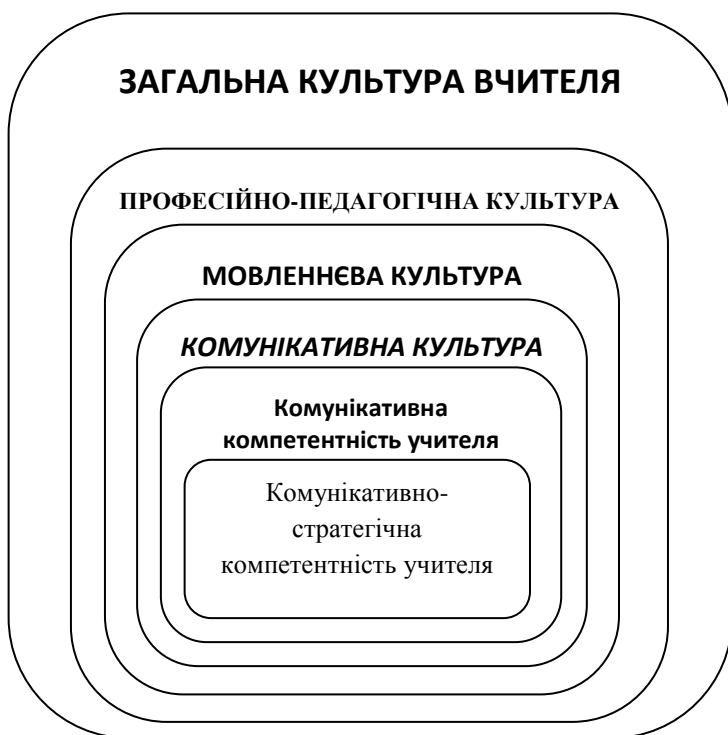 ЗАГАЛЬНА КУЛЬТУРА ВЧИТЕЛЯ
ПРОФЕСІЙНО-ПЕДАГОГІЧНА КУЛЬТУРА
МОВЛЕННЄВА КУЛЬТУРА
КОМУНІКАТИВНА КУЛЬТУРА
Комунікативна
компетентність учителя
Комунікативно-
стратегічна
компетентність учителя